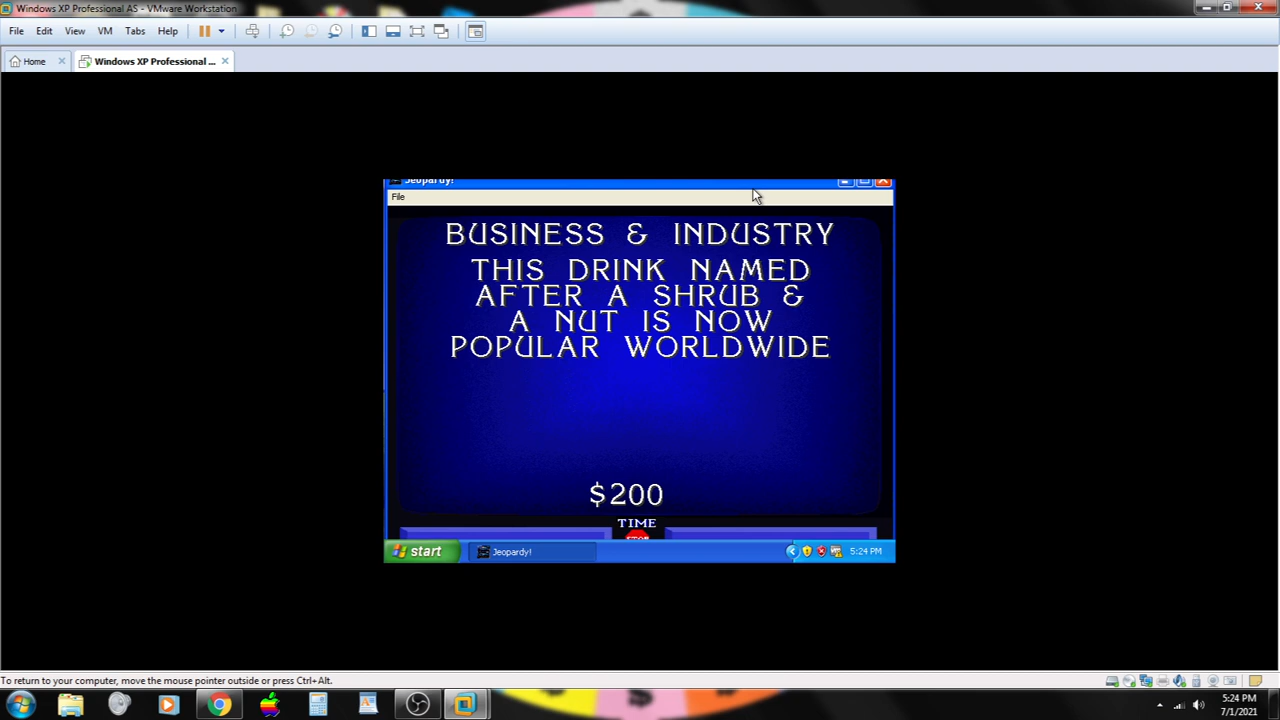 Windows XP Professional AS - VMware Workstation
File Edit View VM Tabs Help
Home Windows XP Professional ...
Jeopardy!
File
BUSINESS & INDUSTRY
THIS DRINK NAMED
AFTER A SHRUB &
A NUT IS NOW
POPULAR WORLDWIDE
$200
TIME
STOP
start Jeopardy! 5:24 PM
To return to your computer, move the mouse pointer outside or press Ctrl+Alt.
5:24 PM
7/1/2021